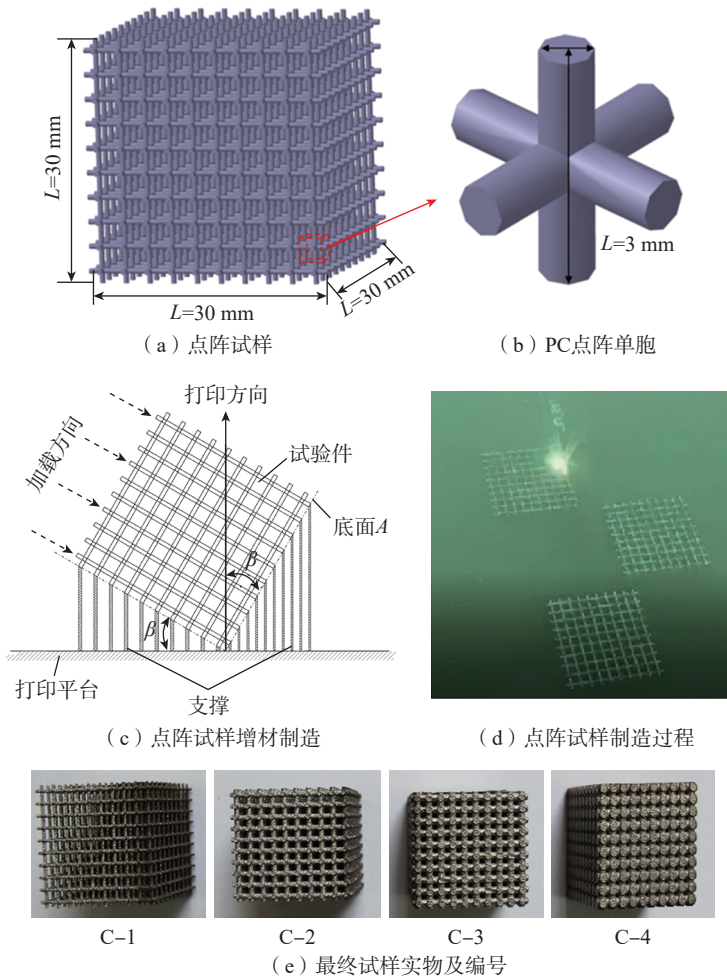 L=30 mm
L=30 mm
L=30 mm
（a）点阵试样
L=3 mm
（b）PC点阵单胞
打印方向
加载方向
试验件
底面A
β
β
打印平台
支撑
（c）点阵试样增材制造
（d）点阵试样制造过程
C-1
C-2
C-3
C-4
（e）最终试样实物及编号